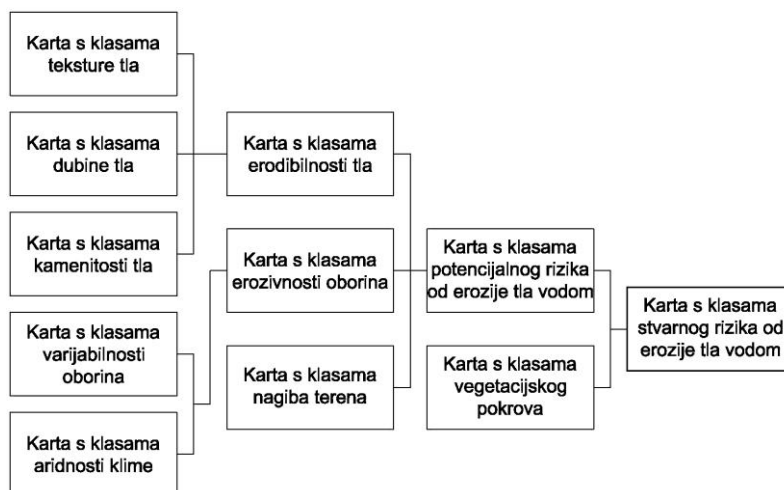 Karta s klasama
teksture tla
Karta s klasama
dubine tla
Karta s klasama
kamenitosti tla
Karta s klasama
varijabilnosti
oborina
Karta s klasama
aridnosti klime
Karta s klasama
erodibilnosti tla
Karta s klasama
erozivnosti oborina
Karta s klasama
nagiba terena
Karta s klasama
potencijalnog rizika
od erozije tla vodom
Karta s klasama
vegetacijskog
pokrova
Karta s klasama
stvarnog rizika od
erozije tla vodom